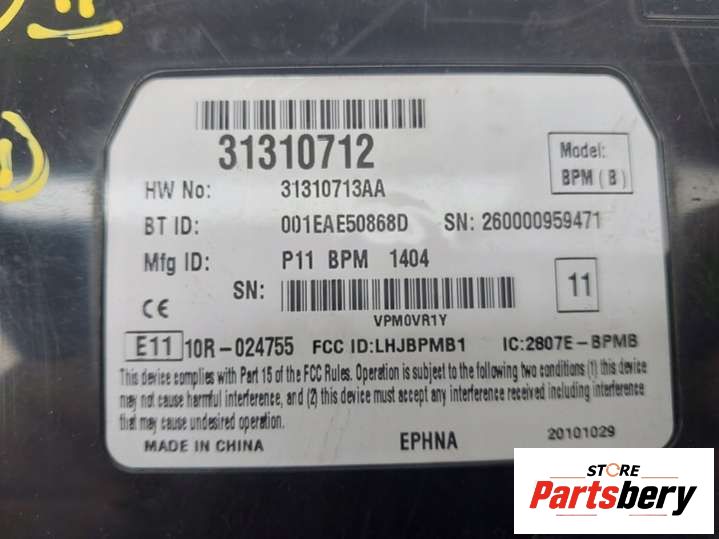 31310712
Model:
BPM ( B )
HW No: 31310713AA
BT ID: 001EAE50868D SN: 260000959471
Mfg ID: P11 BPM 1404
SN:
11
VPM0VR1Y
CE
E11 10R-024755 FCC ID:LHJBPMB1 IC:2807E-BPMB
This device complies with Part 15 of the FCC Rules. Operation is subject to the following two conditions (1) this device
may not cause harmful interference, and (2) this device must accept any interference received including interference
that may cause undesired operation.
MADE IN CHINA EPHNA 20101029
STORE
Partsbery